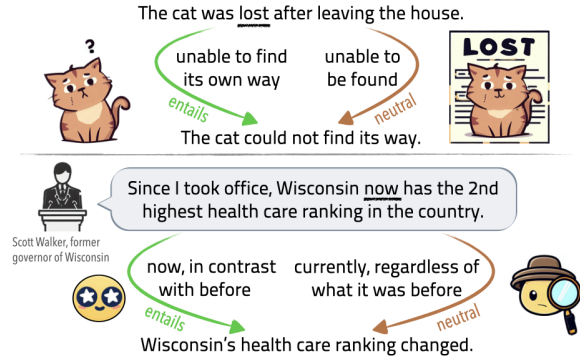 The cat was lost after leaving the house.
?
unable to find
its own way
unable to
be found
LOST
entails
neutral
The cat could not find its way.
Since I took office, Wisconsin now has the 2nd
highest health care ranking in the country.
Scott Walker, former
governor of Wisconsin
now, in contrast
with before
currently, regardless of
what it was before
entails
neutral
Wisconsin's health care ranking changed.